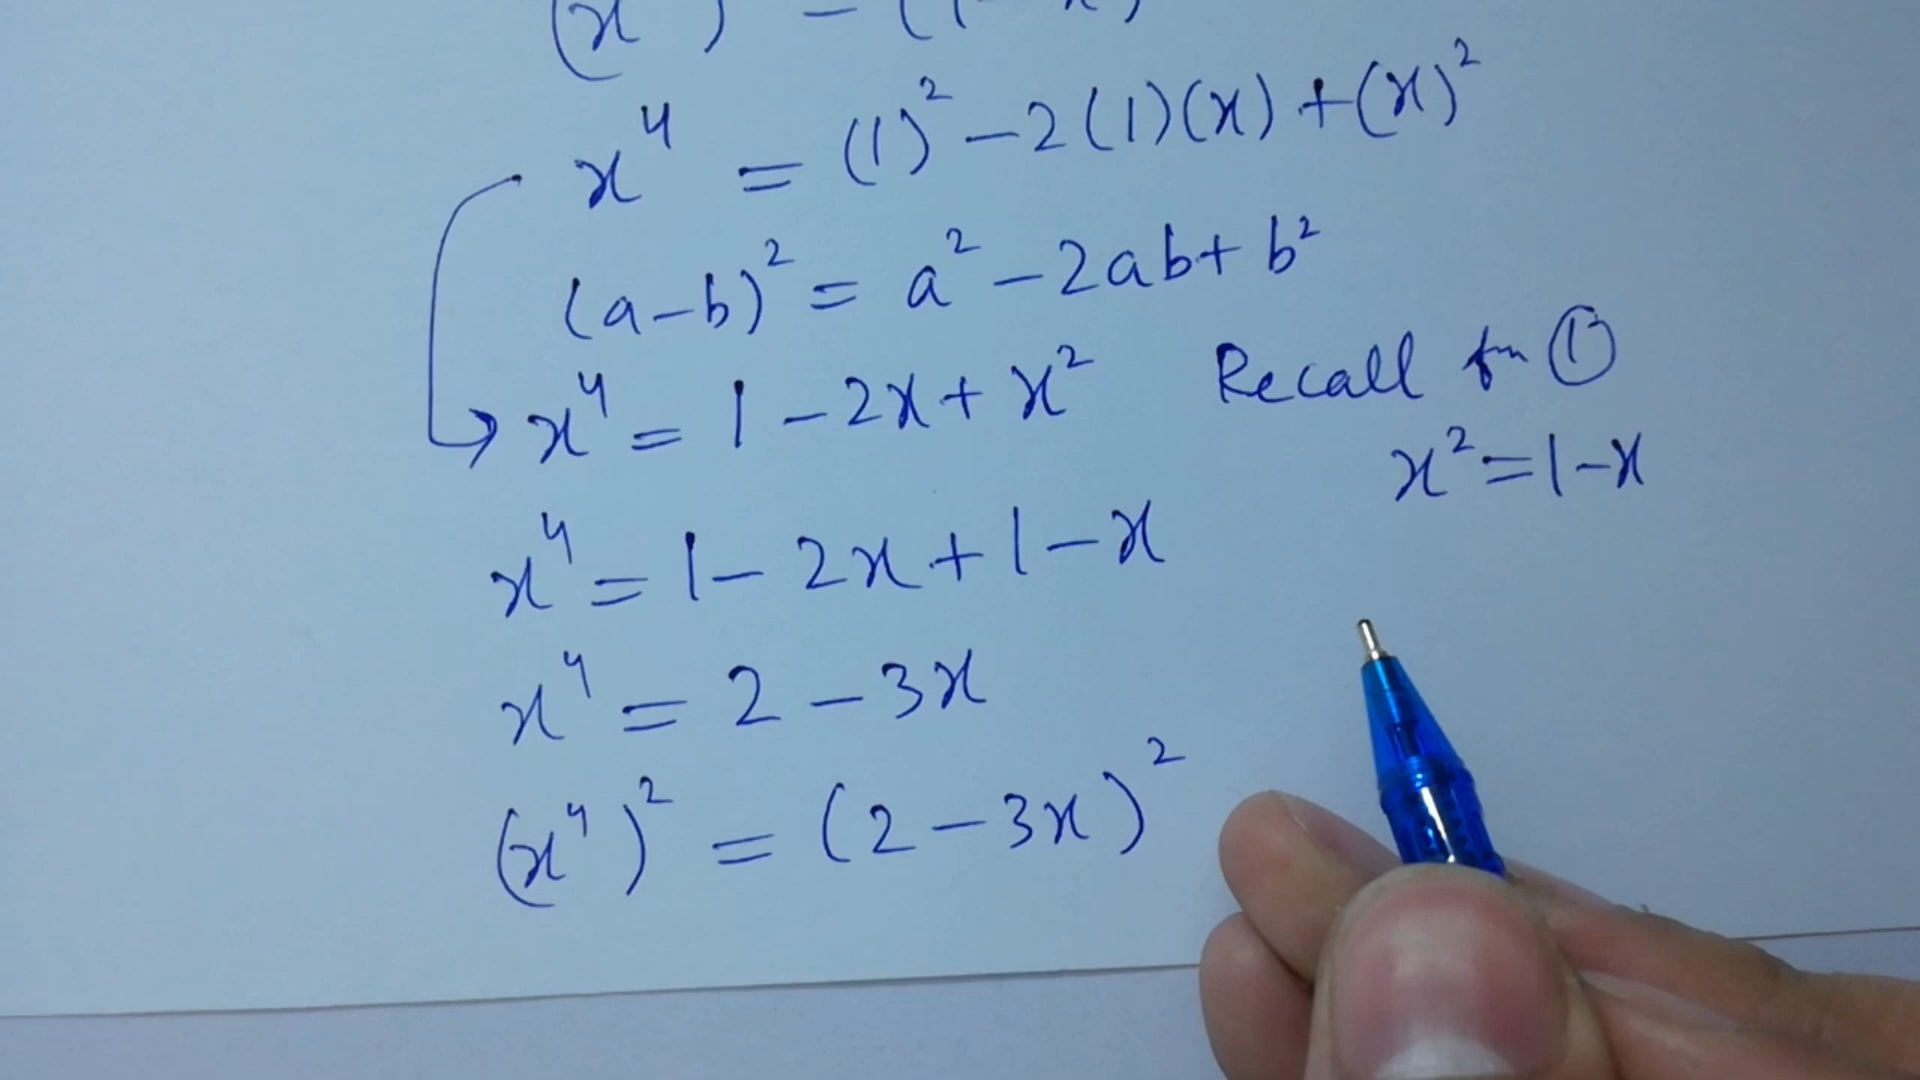 x⁴ = (1)² - 2(1)(x) + (x)²
(a-b)² = a² - 2ab + b²
x⁴ = 1 - 2x + x² Recall fm ①
x² = 1 - x
x⁴ = 1 - 2x + 1 - x
x⁴ = 2 - 3x
(x⁴)² = (2 - 3x)²